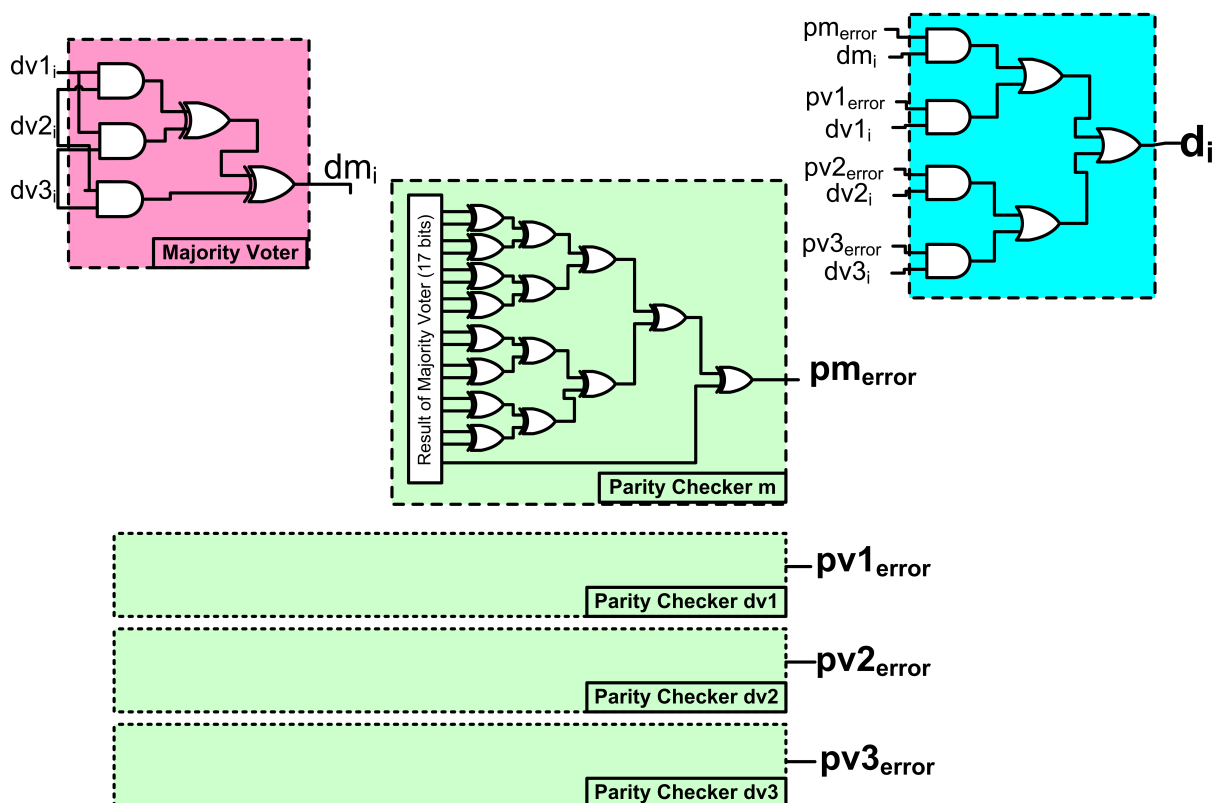 dv1i
dv2i
dv3i
dmi
Majority Voter
Result of Majority Voter (17 bits)
pmerror
Parity Checker m
pmerror
dmi
pv1error
dv1i
pv2error
dv2i
pv3error
dv3i
di
pv1error
Parity Checker dv1
pv2error
Parity Checker dv2
pv3error
Parity Checker dv3